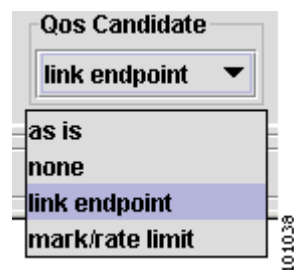 Qos Candidate
link endpoint
as is
none
link endpoint
mark/rate limit
101038